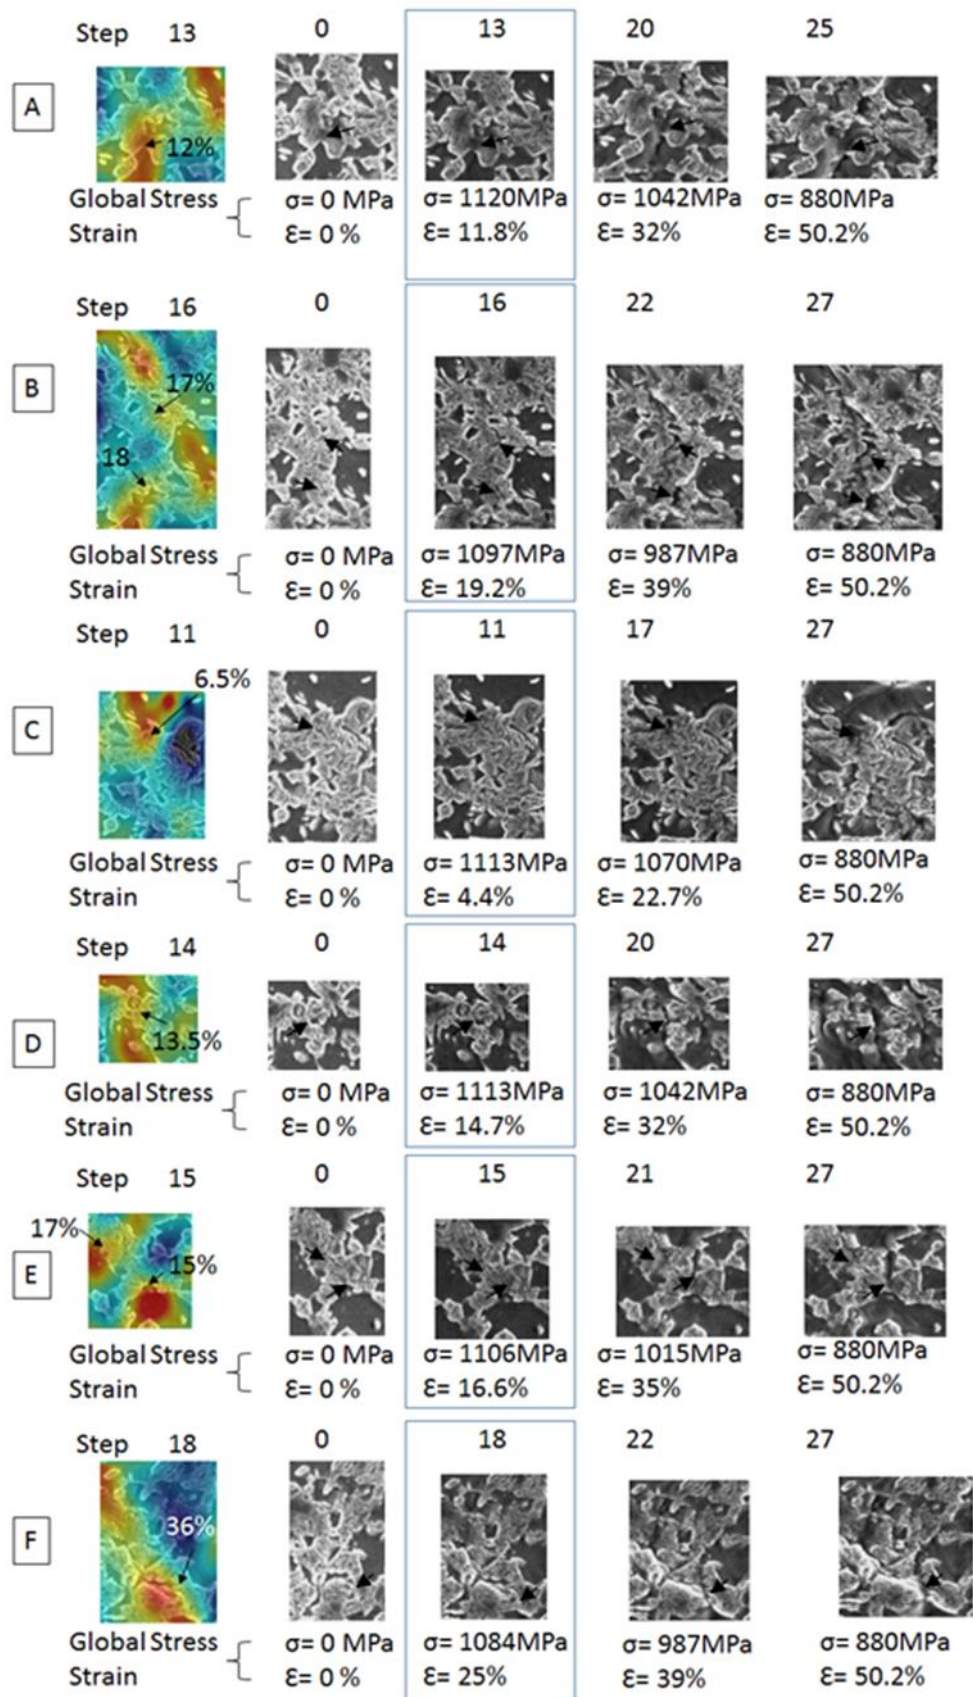 Step 13 0 13 20 25
A
12%
Global Stress σ= 0 MPa σ= 1120MPa σ= 1042MPa σ= 880MPa
Strain Ɛ= 0 % Ɛ= 11.8% Ɛ= 32% Ɛ= 50.2%
Step 16 0 16 22 27
B
17%
18
Global Stress σ= 0 MPa σ= 1097MPa σ= 987MPa σ= 880MPa
Strain Ɛ= 0 % Ɛ= 19.2% Ɛ= 39% Ɛ= 50.2%
Step 11 0 11 17 27
6.5%
C
Global Stress σ= 0 MPa σ= 1113MPa σ= 1070MPa σ= 880MPa
Strain Ɛ= 0 % Ɛ= 4.4% Ɛ= 22.7% Ɛ= 50.2%
Step 14 0 14 20 27
13.5%
D
Global Stress σ= 0 MPa σ= 1113MPa σ= 1042MPa σ= 880MPa
Strain Ɛ= 0 % Ɛ= 14.7% Ɛ= 32% Ɛ= 50.2%
Step 15 0 15 21 27
17%
15%
E
Global Stress σ= 0 MPa σ= 1106MPa σ= 1015MPa σ= 880MPa
Strain Ɛ= 0 % Ɛ= 16.6% Ɛ= 35% Ɛ= 50.2%
Step 18 0 18 22 27
36%
F
Global Stress σ= 0 MPa σ= 1084MPa σ= 987MPa σ= 880MPa
Strain Ɛ= 0 % Ɛ= 25% Ɛ= 39% Ɛ= 50.2%